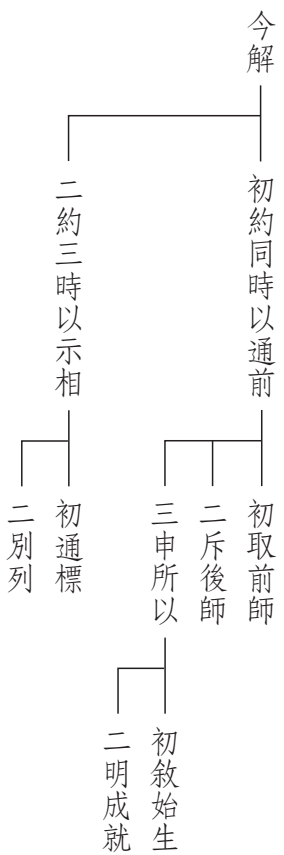 今解
初約同時以通前
初取前師
二斥後師
三申所以
初敘始生
二明成就
二約三時以示相
初通標
二別列